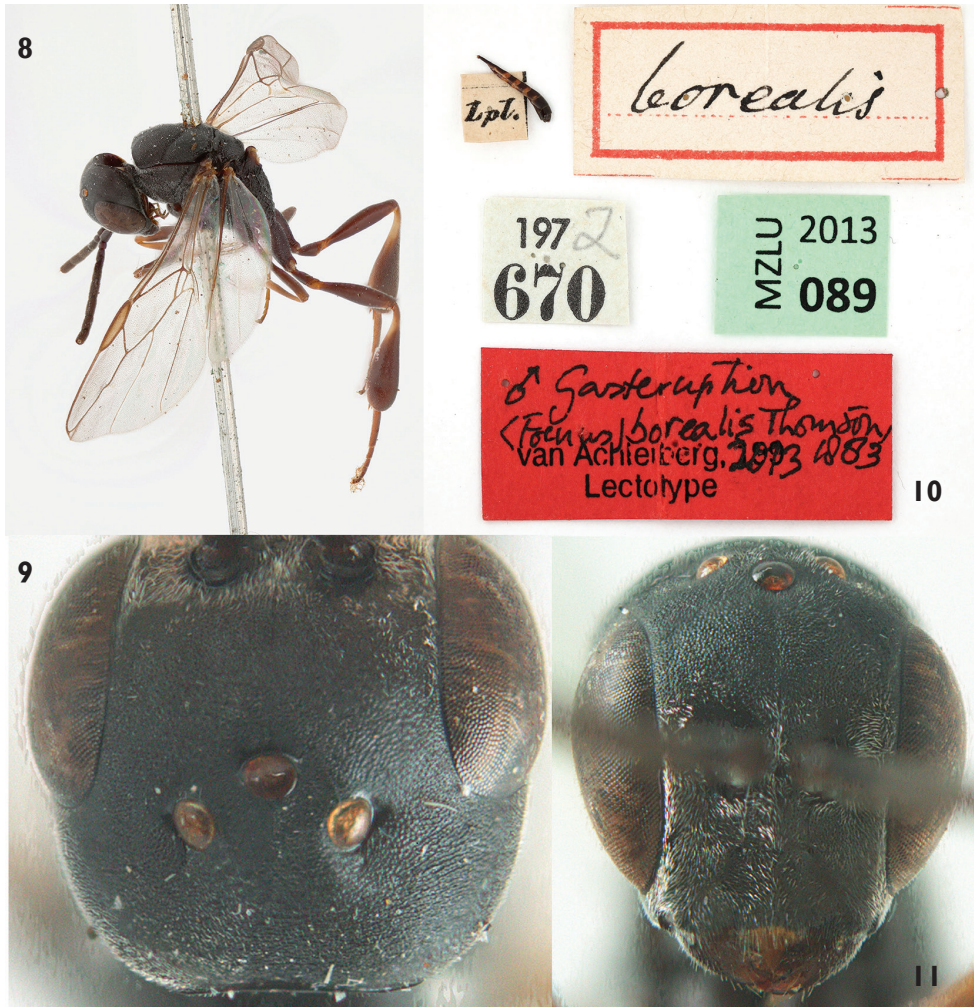 8
Lpl.
borealis
197 2
670
MZLU 2013
089
♂ Gasteruption
(Foenus) borealis Thomson,
van Achterberg, 1883
Lectotype
10
9
11